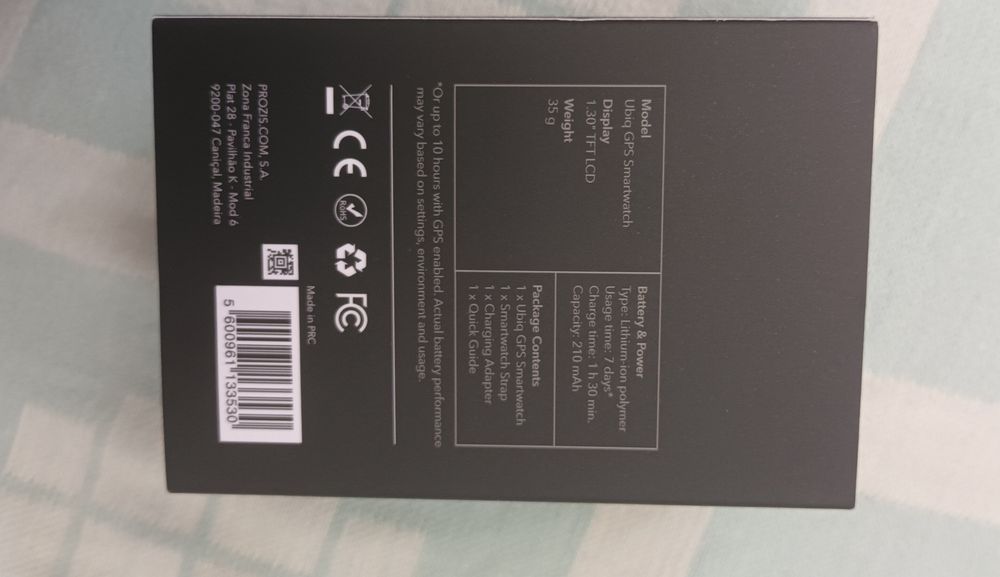 Model
Ubiq GPS Smartwatch
Display
1.30" TFT LCD
Weight
35 g
Battery & Power
Type: Lithium-ion polymer
Usage time: 7 days*
Charge time: 1 h 30 min.
Capacity: 210 mAh
Package Contents
1 x Ubiq GPS Smartwatch
1 x Smartwatch Strap
1 x Charging Adapter
1 x Quick Guide
*Or up to 10 hours with GPS enabled. Actual battery performance
may vary based on settings, environment and usage.
CE RoHS FC
Made in PRC
PROZIS.COM, S.A.
Zona Franca Industrial
Plat 28 - Pavilhão K - Mod 6
9200-047 Caniçal, Madeira
5 600961 133530